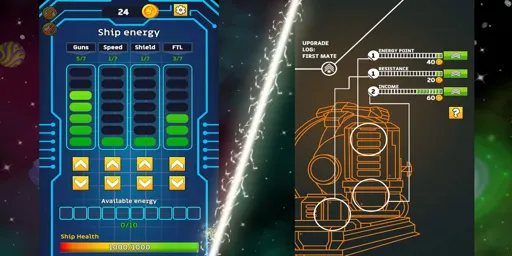 24
Ship energy
Guns Speed Shield FTL
5/7 1/7 1/7 3/7
Available energy
0/10
Ship Health
1000/1000
UPGRADE
LOG:
FIRST MATE
1 ENERGY POINT
40
1 RESISTANCE
20
2 INCOME
60
?